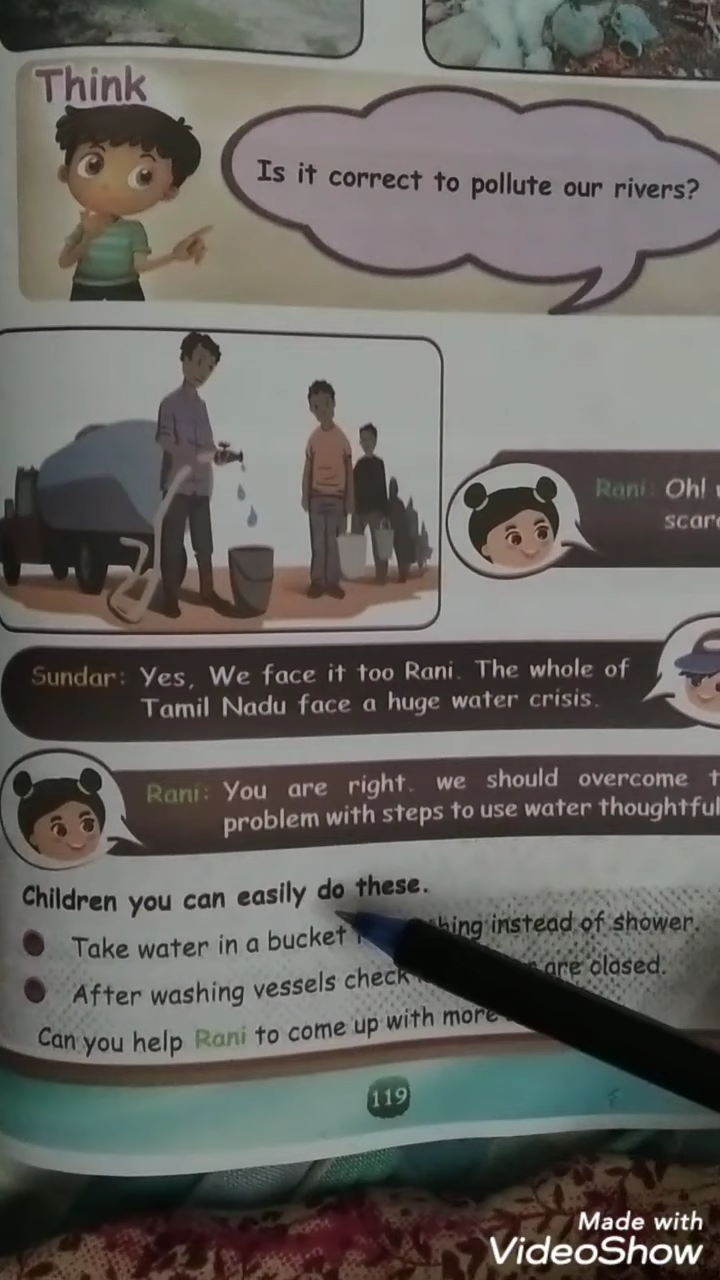 Think
Is it correct to pollute our rivers?
Rani: Oh!
Sundar: Yes, We face it too Rani. The whole of
Tamil Nadu face a huge water crisis.
Rani: You are right. we should overcome
problem with steps to use water
Children you can easily do these.
Take water in a bucket instead of shower.
After washing vessels check are closed.
Can you help Rani to come up with more
119
Made with
VideoShow